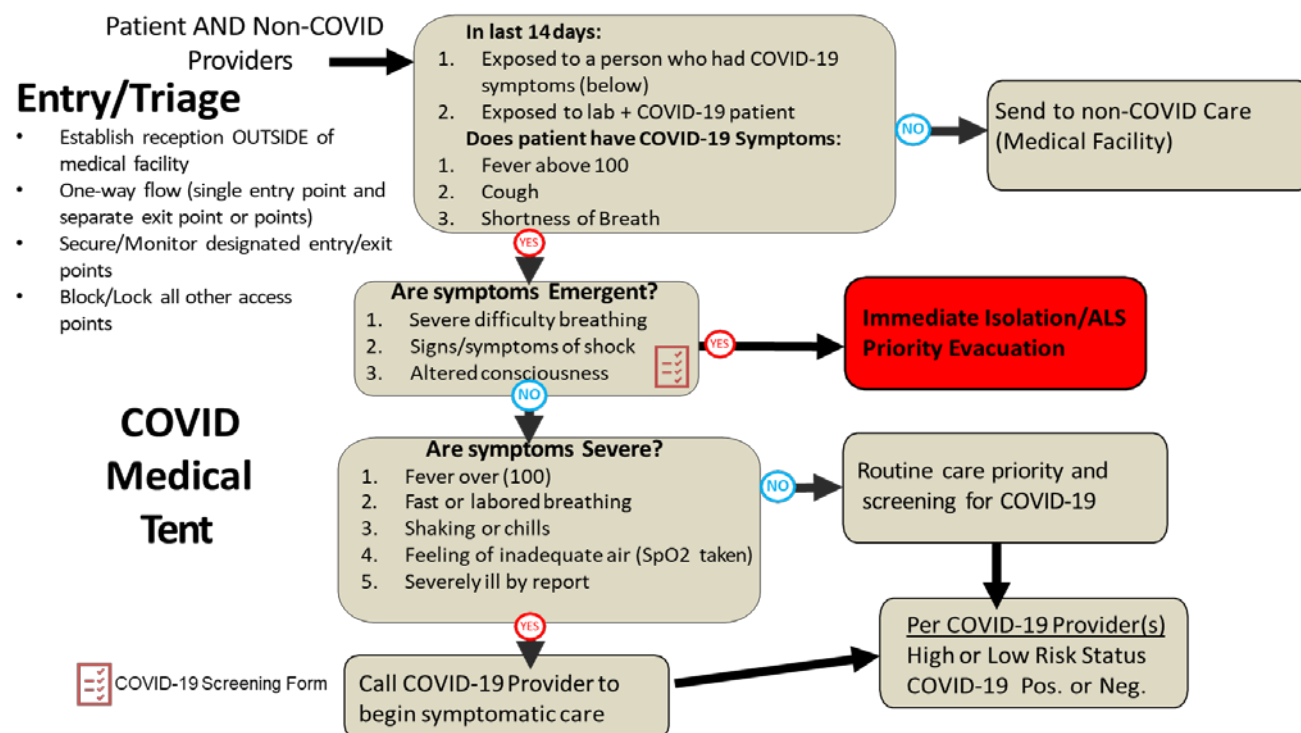 Patient AND Non-COVID
Providers
Entry/Triage
• Establish reception OUTSIDE of
medical facility
• One-way flow (single entry point and
separate exit point or points)
• Secure/Monitor designated entry/exit
points
• Block/Lock all other access
points
In last 14 days:
1. Exposed to a person who had COVID-19
symptoms (below)
2. Exposed to lab + COVID-19 patient
Does patient have COVID-19 Symptoms:
1. Fever above 100
2. Cough
3. Shortness of Breath
NO
Send to non-COVID Care
(Medical Facility)
YES
Are symptoms Emergent?
1. Severe difficulty breathing
2. Signs/symptoms of shock
3. Altered consciousness
YES
Immediate Isolation/ALS
Priority Evacuation
NO
COVID
Medical
Tent
Are symptoms Severe?
1. Fever over (100)
2. Fast or labored breathing
3. Shaking or chills
4. Feeling of inadequate air (SpO2 taken)
5. Severely ill by report
NO
Routine care priority and
screening for COVID-19
YES
Call COVID-19 Provider to
begin symptomatic care
Per COVID-19 Provider(s)
High or Low Risk Status
COVID-19 Pos. or Neg.
COVID-19 Screening Form